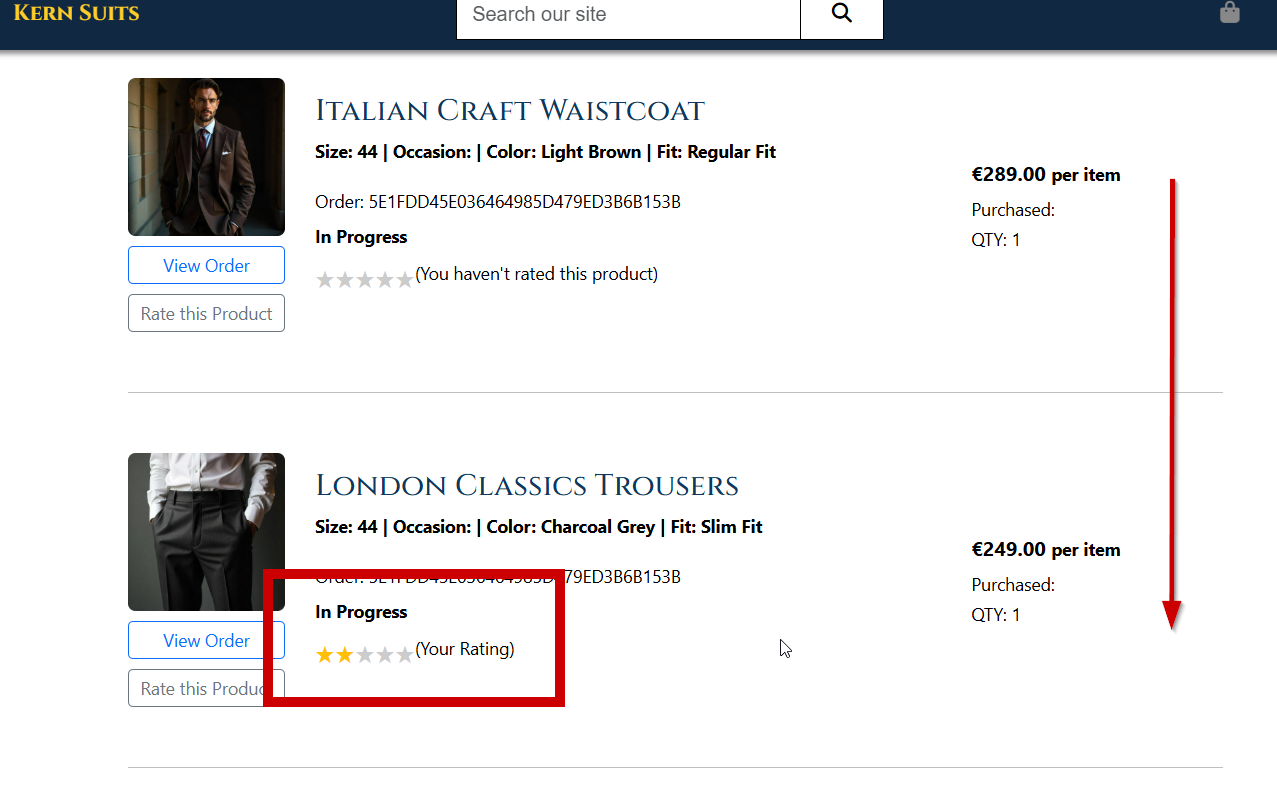 Kern Suits
Search our site
Italian Craft Waistcoat
Size: 44 | Occasion: | Color: Light Brown | Fit: Regular Fit
€289.00 per item
Order: 5E1FDD45E036464985D479ED3B6B153B
Purchased:
In Progress
QTY: 1
View Order
(You haven't rated this product)
Rate this Product
London Classics Trousers
Size: 44 | Occasion: | Color: Charcoal Grey | Fit: Slim Fit
€249.00 per item
Order: 79ED3B6B153B
Purchased:
In Progress
QTY: 1
View Order
(Your Rating)
Rate this Produc